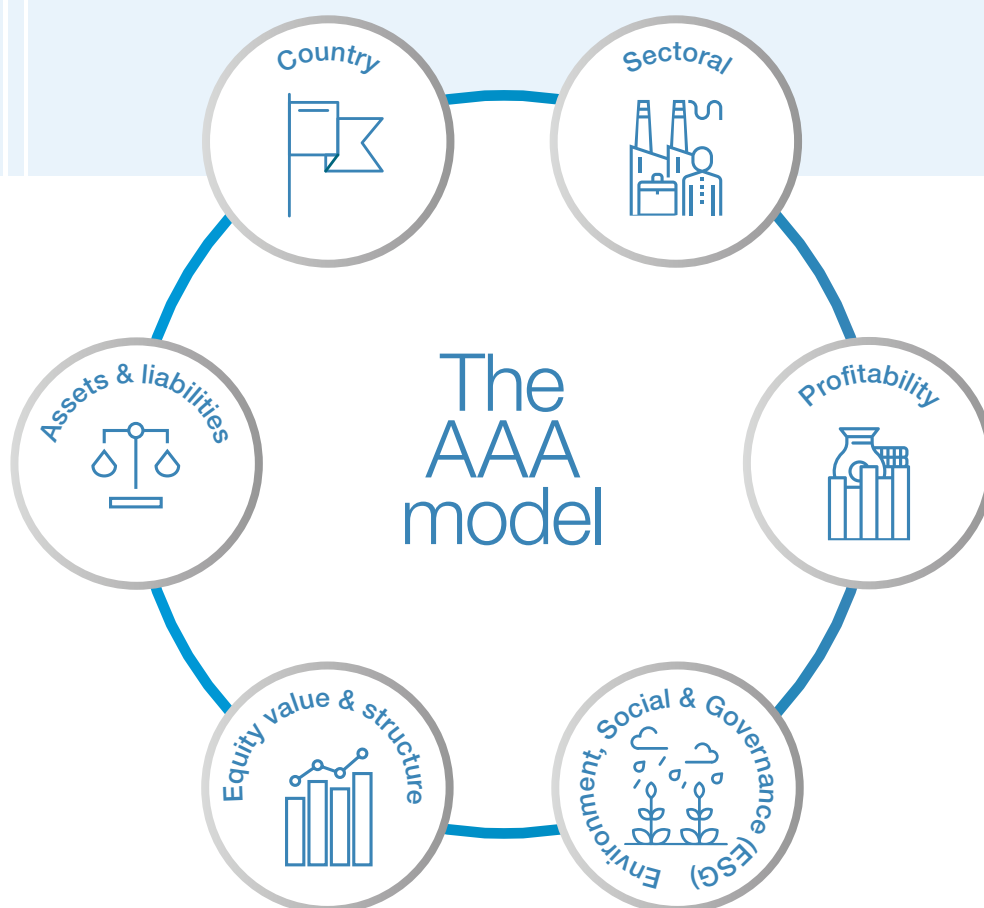 Country
Sectoral
Assets & liabilities
The
AAA
model
Profitability
Equity value & structure
Environment, Social & Governance (ESG)